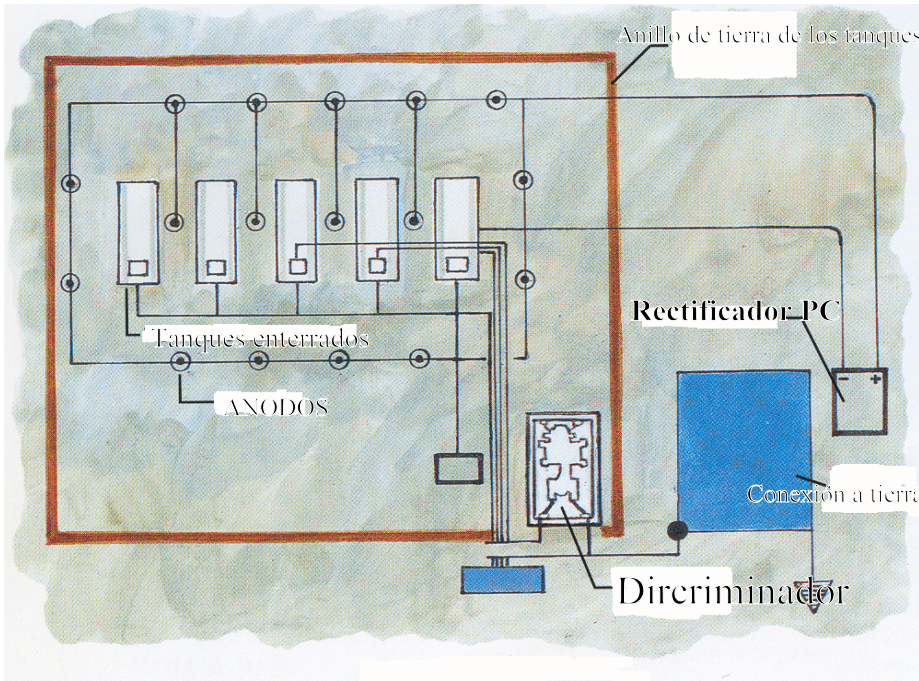 Anillo de tierra de los tanques
Rectificador PC
− +
Tanques enterrados
ANODOS
Conexión a tierra
Dircriminador